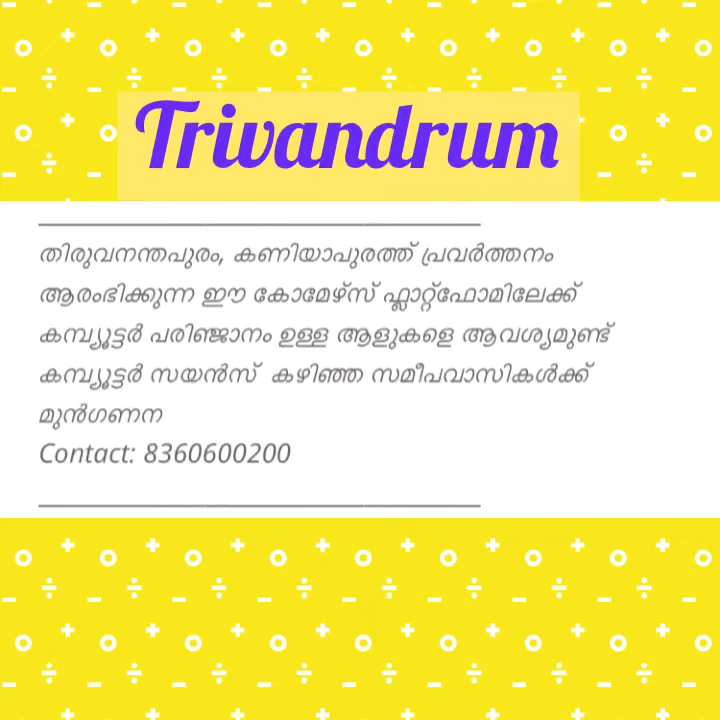 Trivandrum
തിരുവനന്തപുരം, കണിയാപുരത്ത് പ്രവർത്തനം
ആരംഭിക്കുന്ന ഈ കോമേഴ്സ് ഫ്ലാറ്റ്ഫോമിലേക്ക്
കമ്പ്യൂട്ടർ പരിജ്ഞാനം ഉള്ള ആളുകളെ ആവശ്യമുണ്ട്
കമ്പ്യൂട്ടർ സയൻസ് കഴിഞ്ഞ സമീപവാസികൾക്ക്
മുൻഗണന
Contact: 8360600200